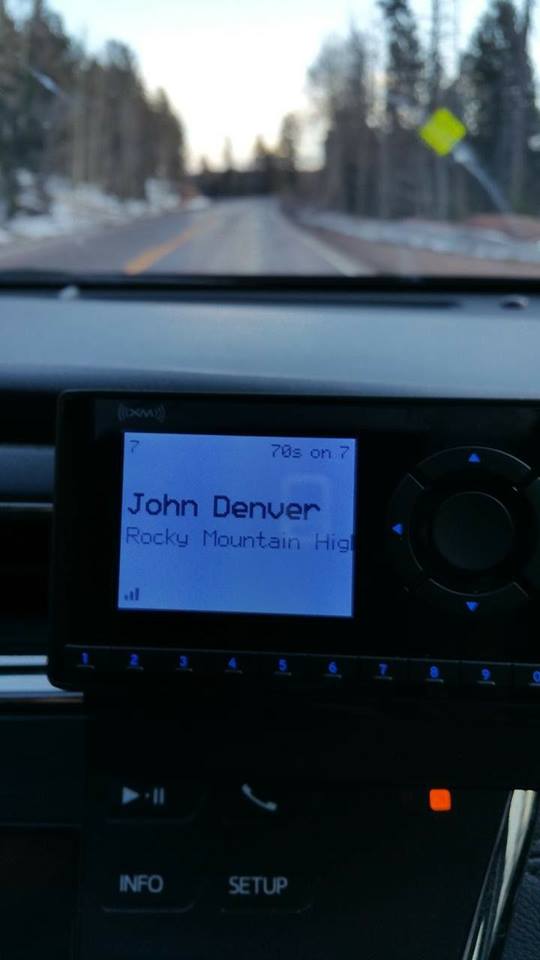 ((XM))
7 70s on 7
John Denver
Rocky Mountain Hig
1 2 3 4 5 6 7 8 9 0
INFO SETUP